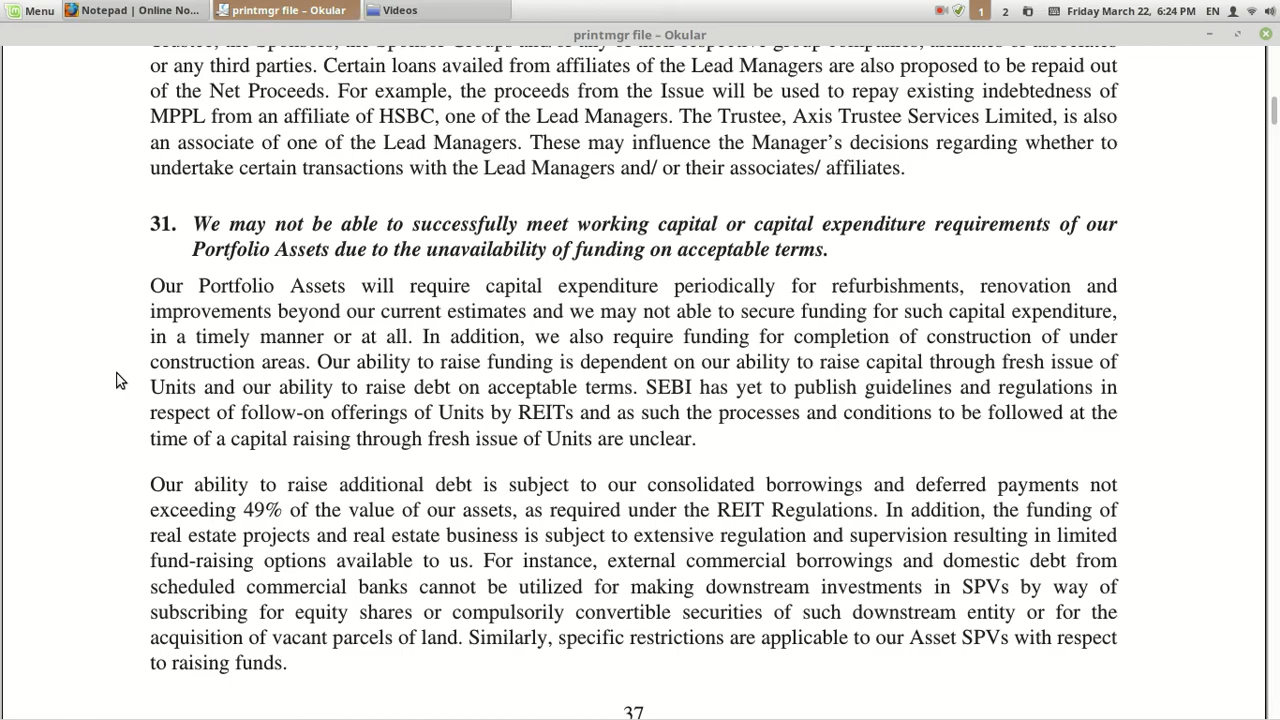 Menu
Notepad | Online No...
printmgr file – Okular
Videos
1
2
Friday March 22, 6:24 PM
EN
printmgr file – Okular
Trustee, the Sponsors, the Sponsor Groups and/or any of their respective group companies, affiliates or associates
or any third parties. Certain loans availed from affiliates of the Lead Managers are also proposed to be repaid out
of the Net Proceeds. For example, the proceeds from the Issue will be used to repay existing indebtedness of
MPPL from an affiliate of HSBC, one of the Lead Managers. The Trustee, Axis Trustee Services Limited, is also
an associate of one of the Lead Managers. These may influence the Manager’s decisions regarding whether to
undertake certain transactions with the Lead Managers and/ or their associates/ affiliates.
31. We may not be able to successfully meet working capital or capital expenditure requirements of our
Portfolio Assets due to the unavailability of funding on acceptable terms.
Our Portfolio Assets will require capital expenditure periodically for refurbishments, renovation and
improvements beyond our current estimates and we may not able to secure funding for such capital expenditure,
in a timely manner or at all. In addition, we also require funding for completion of construction of under
construction areas. Our ability to raise funding is dependent on our ability to raise capital through fresh issue of
Units and our ability to raise debt on acceptable terms. SEBI has yet to publish guidelines and regulations in
respect of follow-on offerings of Units by REITs and as such the processes and conditions to be followed at the
time of a capital raising through fresh issue of Units are unclear.
Our ability to raise additional debt is subject to our consolidated borrowings and deferred payments not
exceeding 49% of the value of our assets, as required under the REIT Regulations. In addition, the funding of
real estate projects and real estate business is subject to extensive regulation and supervision resulting in limited
fund-raising options available to us. For instance, external commercial borrowings and domestic debt from
scheduled commercial banks cannot be utilized for making downstream investments in SPVs by way of
subscribing for equity shares or compulsorily convertible securities of such downstream entity or for the
acquisition of vacant parcels of land. Similarly, specific restrictions are applicable to our Asset SPVs with respect
to raising funds.
37